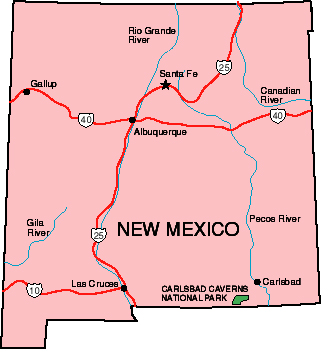 Rio Grande
River
Santa Fe
25
Gallup
Canadian
River
40
40
Albuquerque
Gila
River
Pecos River
25
NEW MEXICO
10
Las Cruces
Carlsbad
CARLSBAD CAVERNS
NATIONAL PARK